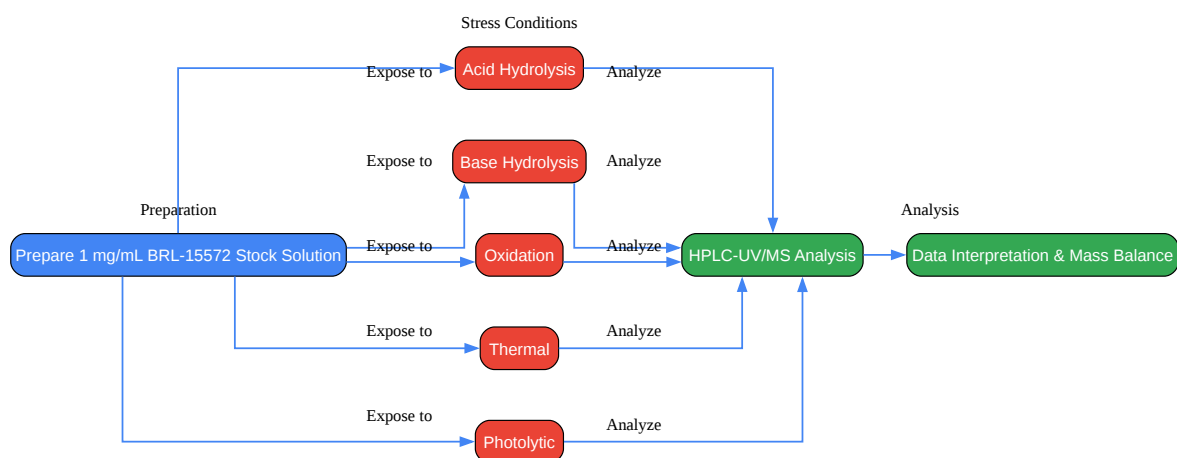 Stress Conditions
Expose to
Acid Hydrolysis
Analyze
Expose to
Base Hydrolysis
Analyze
Preparation
Analysis
Prepare 1 mg/mL BRL-15572 Stock Solution
Expose to
Oxidation
Analyze
HPLC-UV/MS Analysis
Data Interpretation & Mass Balance
Expose to
Thermal
Analyze
Expose to
Photolytic
Analyze